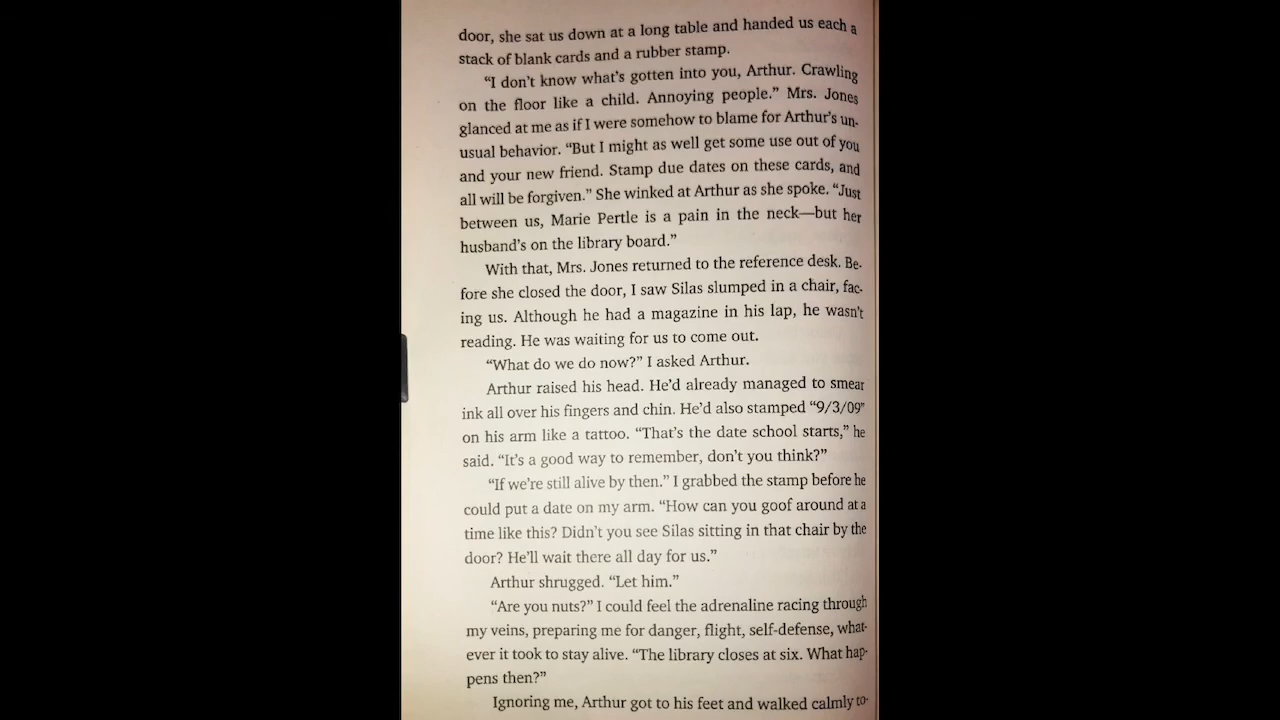 door, she sat us down at a long table and handed us each a
stack of blank cards and a rubber stamp.
“I don’t know what’s gotten into you, Arthur. Crawling
on the floor like a child. Annoying people.” Mrs. Jones
glanced at me as if I were somehow to blame for Arthur’s un-
usual behavior. “But I might as well get some use out of you
and your new friend. Stamp due dates on these cards, and
all will be forgiven.” She winked at Arthur as she spoke. “Just
between us, Marie Pertle is a pain in the neck—but her
husband’s on the library board.”
With that, Mrs. Jones returned to the reference desk. Be-
fore she closed the door, I saw Silas slumped in a chair, fac-
ing us. Although he had a magazine in his lap, he wasn’t
reading. He was waiting for us to come out.
“What do we do now?” I asked Arthur.
Arthur raised his head. He’d already managed to smear
ink all over his fingers and chin. He’d also stamped “9/3/09”
on his arm like a tattoo. “That’s the date school starts,” he
said. “It’s a good way to remember, don’t you think?”
“If we’re still alive by then.” I grabbed the stamp before he
could put a date on my arm. “How can you goof around at a
time like this? Didn’t you see Silas sitting in that chair by the
door? He’ll wait there all day for us.”
Arthur shrugged. “Let him.”
“Are you nuts?” I could feel the adrenaline racing through
my veins, preparing me for danger, flight, self-defense, what-
ever it took to stay alive. “The library closes at six. What hap-
pens then?”
Ignoring me, Arthur got to his feet and walked calmly to-